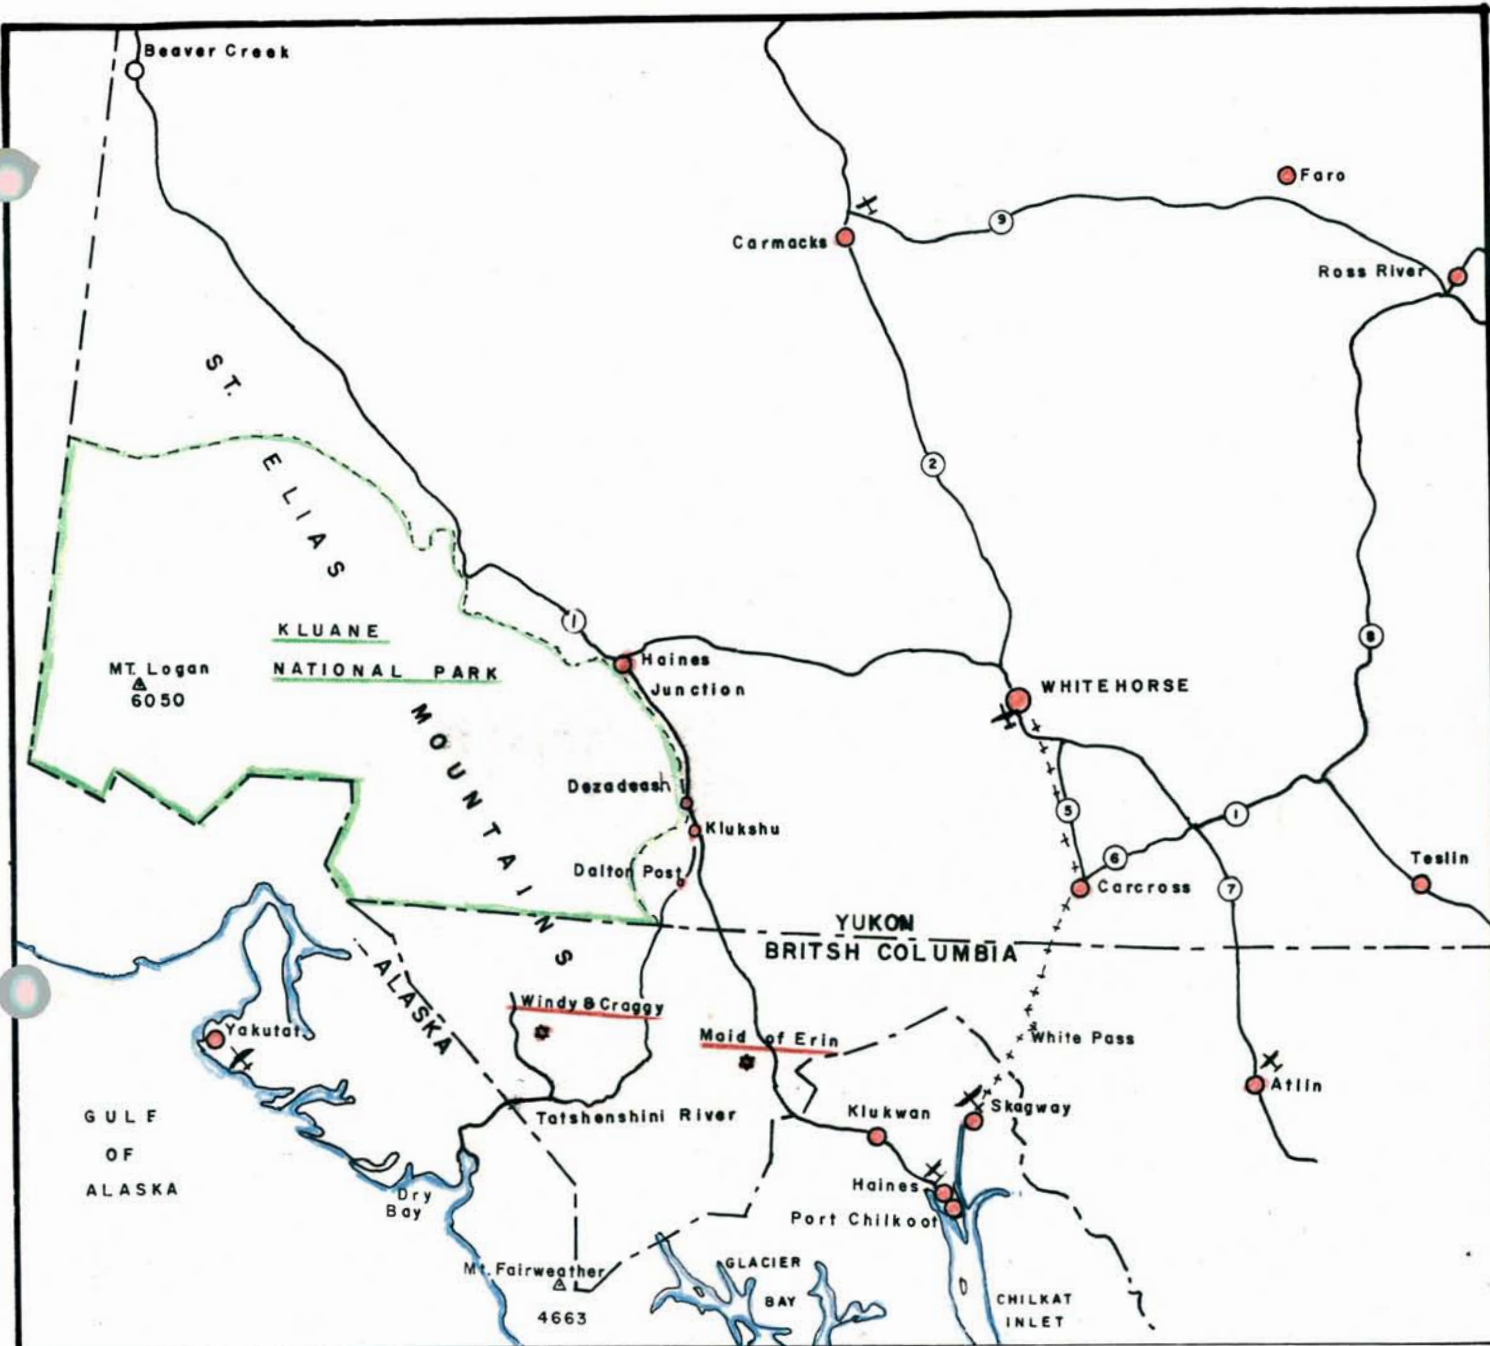 Beaver Creek
Faro
Carmacks
9
Ross River
ST.
ELIAS
MOUNTAINS
2
1
8
KLUANE
NATIONAL PARK
MT. Logan
6050
Haines
Junction
WHITEHORSE
Dezadeash
Klukshu
Dalton Post
5
1
6
Carcross
7
Teslin
YUKON
BRITSH COLUMBIA
ALASKA
Windy & Craggy
Maid of Erin
Yakutat
White Pass
Atlin
GULF
OF
ALASKA
Tatshenshini River
Klukwan
Skagway
Haines
Port Chilkoot
Dry
Bay
Mt. Fairweather
4663
GLACIER
BAY
CHILKAT
INLET